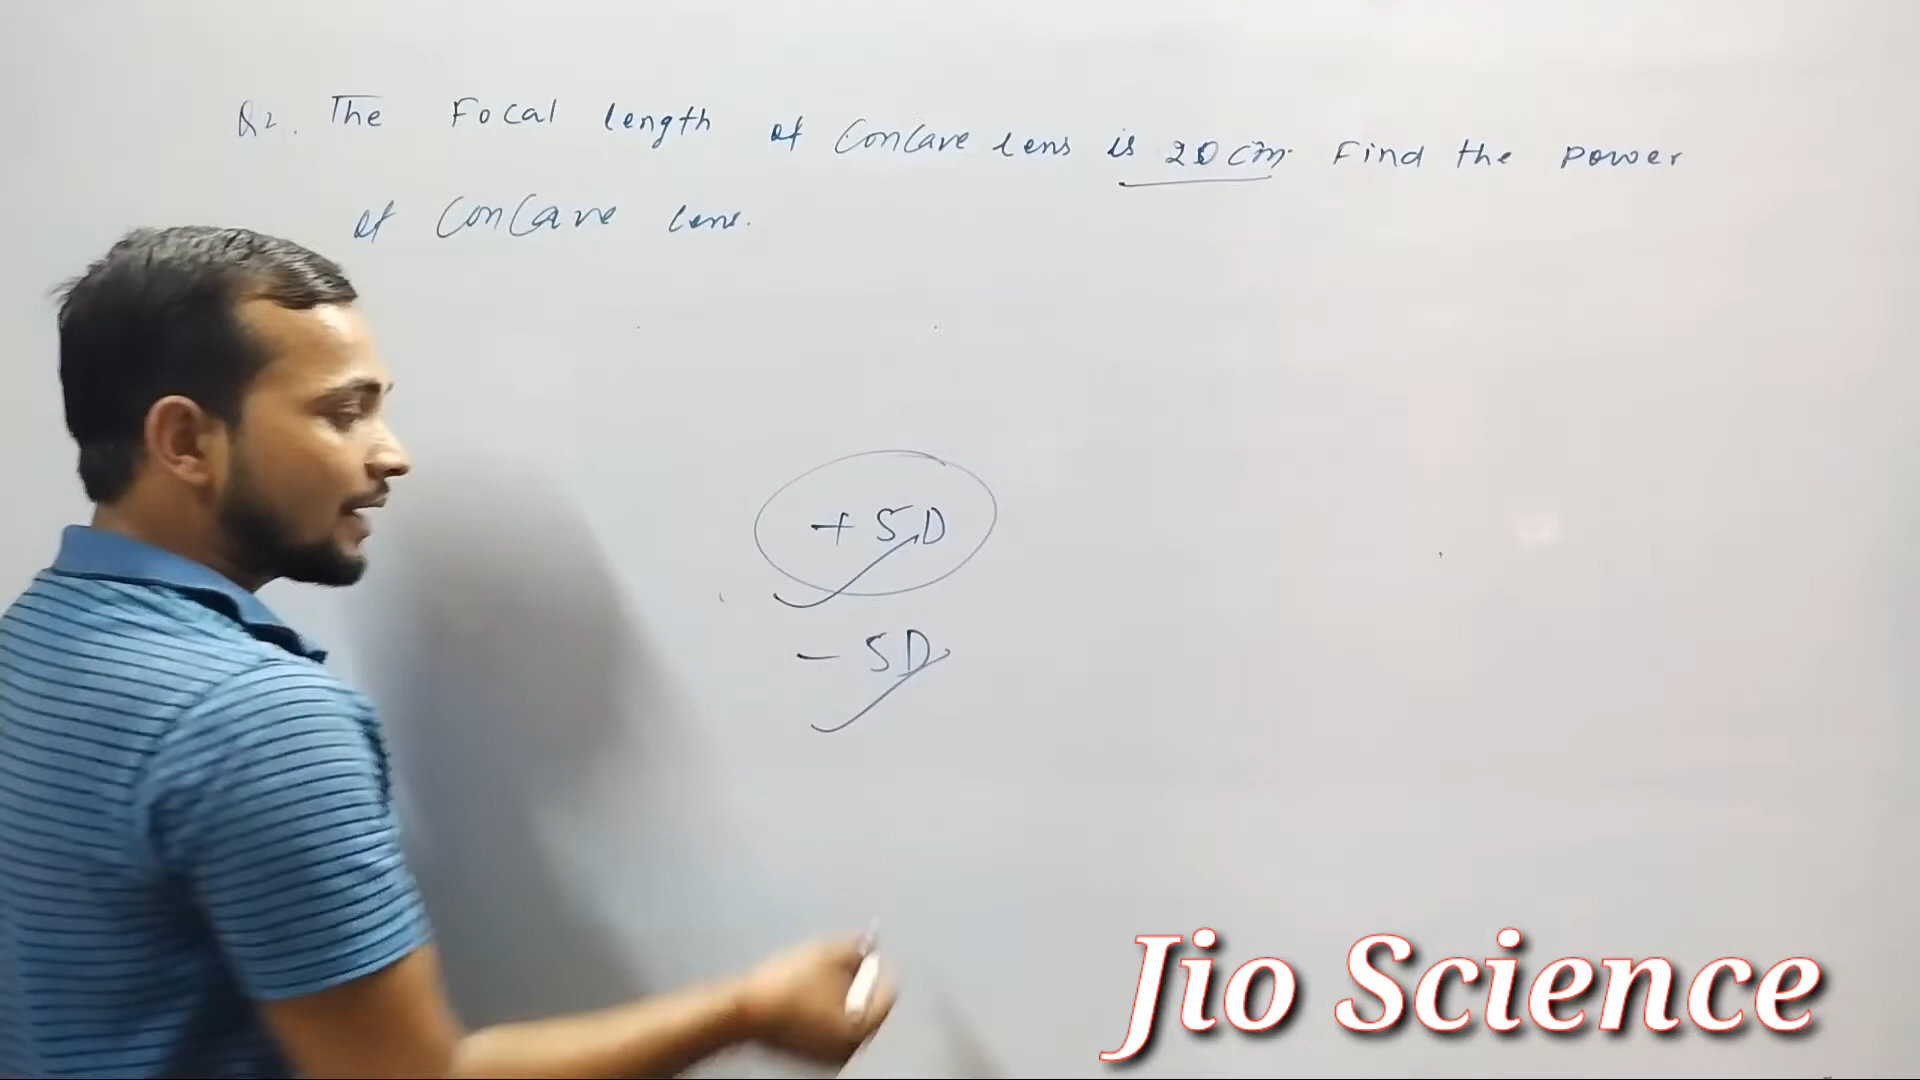 Q2. The Focal length of Concave lens is 20 cm. Find the power
of Concave lens.
+ 5D
- 5D
Jio Science